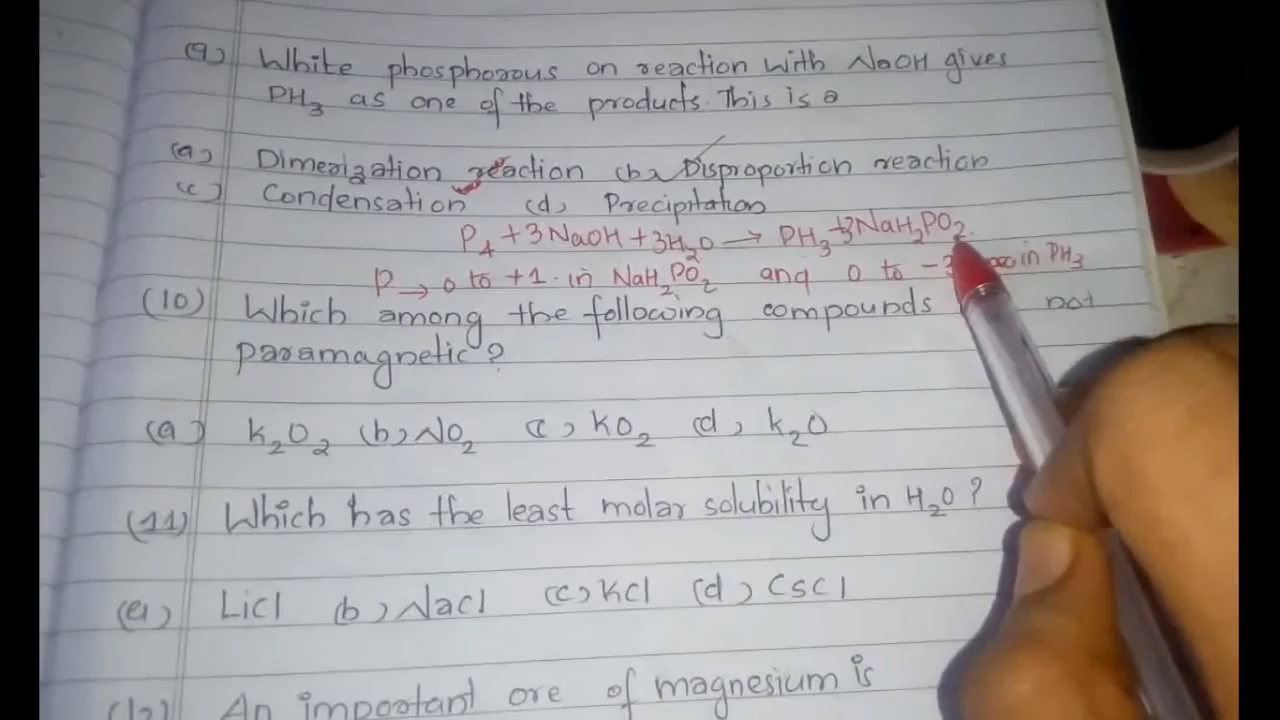 (9) White phosphorous on reaction with NaOH gives
PH₃ as one of the products. This is a
(a) Dimerization reaction (b) Disproportion reaction
(c) Condensation (d) Precipitation
P₄ + 3NaOH + 3H₂O → PH₃ + 3NaH₂PO₂
P → 0 to +1 in NaH₂PO₂ and 0 to -3 in PH₃
(10) Which among the following compounds not
paramagnetic?
(a) K₂O₂ (b) NO₂ (c) KO₂ (d) K₂O
(11) Which has the least molar solubility in H₂O?
(a) LiCl (b) NaCl (c) KCl (d) CsCl
(12) An important ore of magnesium is